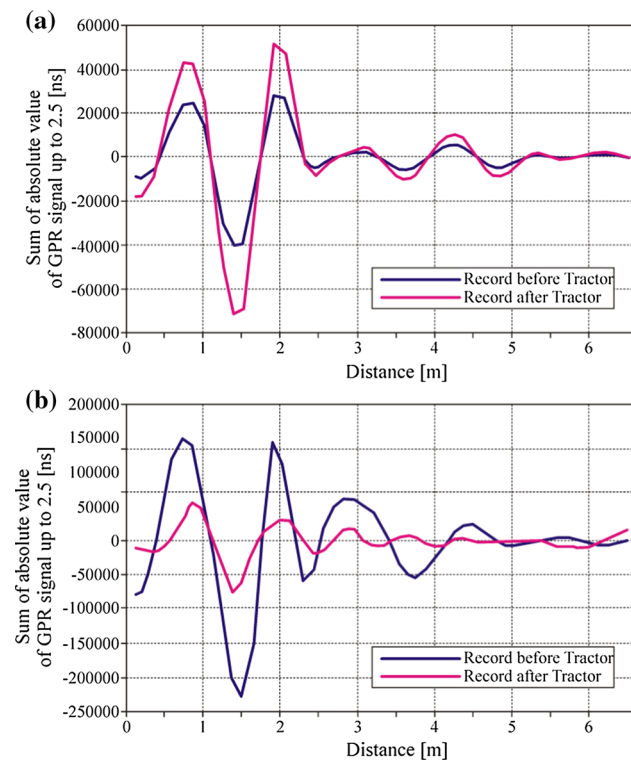 (a)
60000
40000
20000
0
-20000
-40000
-60000
-80000
Sum of absolute value
of GPR signal up to 2.5 [ns]
Record before Tractor
Record after Tractor
0 1 2 3 4 5 6
Distance [m]
(b)
200000
150000
100000
50000
0
-50000
-100000
-150000
-200000
-250000
Sum of absolute value
of GPR signal up to 2.5 [ns]
Record before Tractor
Record after Tractor
0 1 2 3 4 5 6
Distance [m]